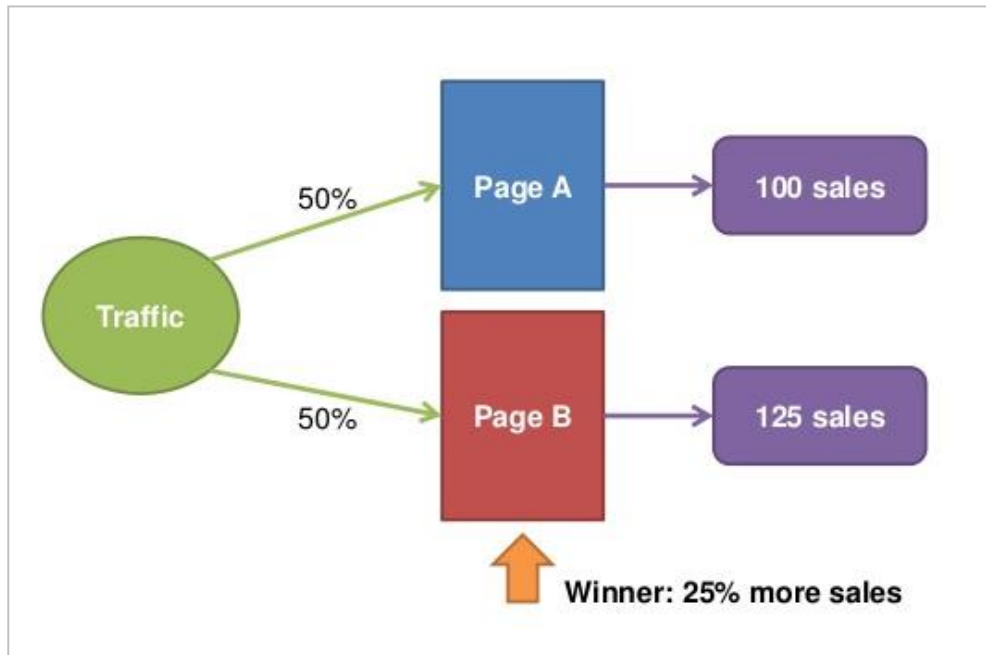 50%
Page A
100 sales
Traffic
50%
Page B
125 sales
Winner: 25% more sales